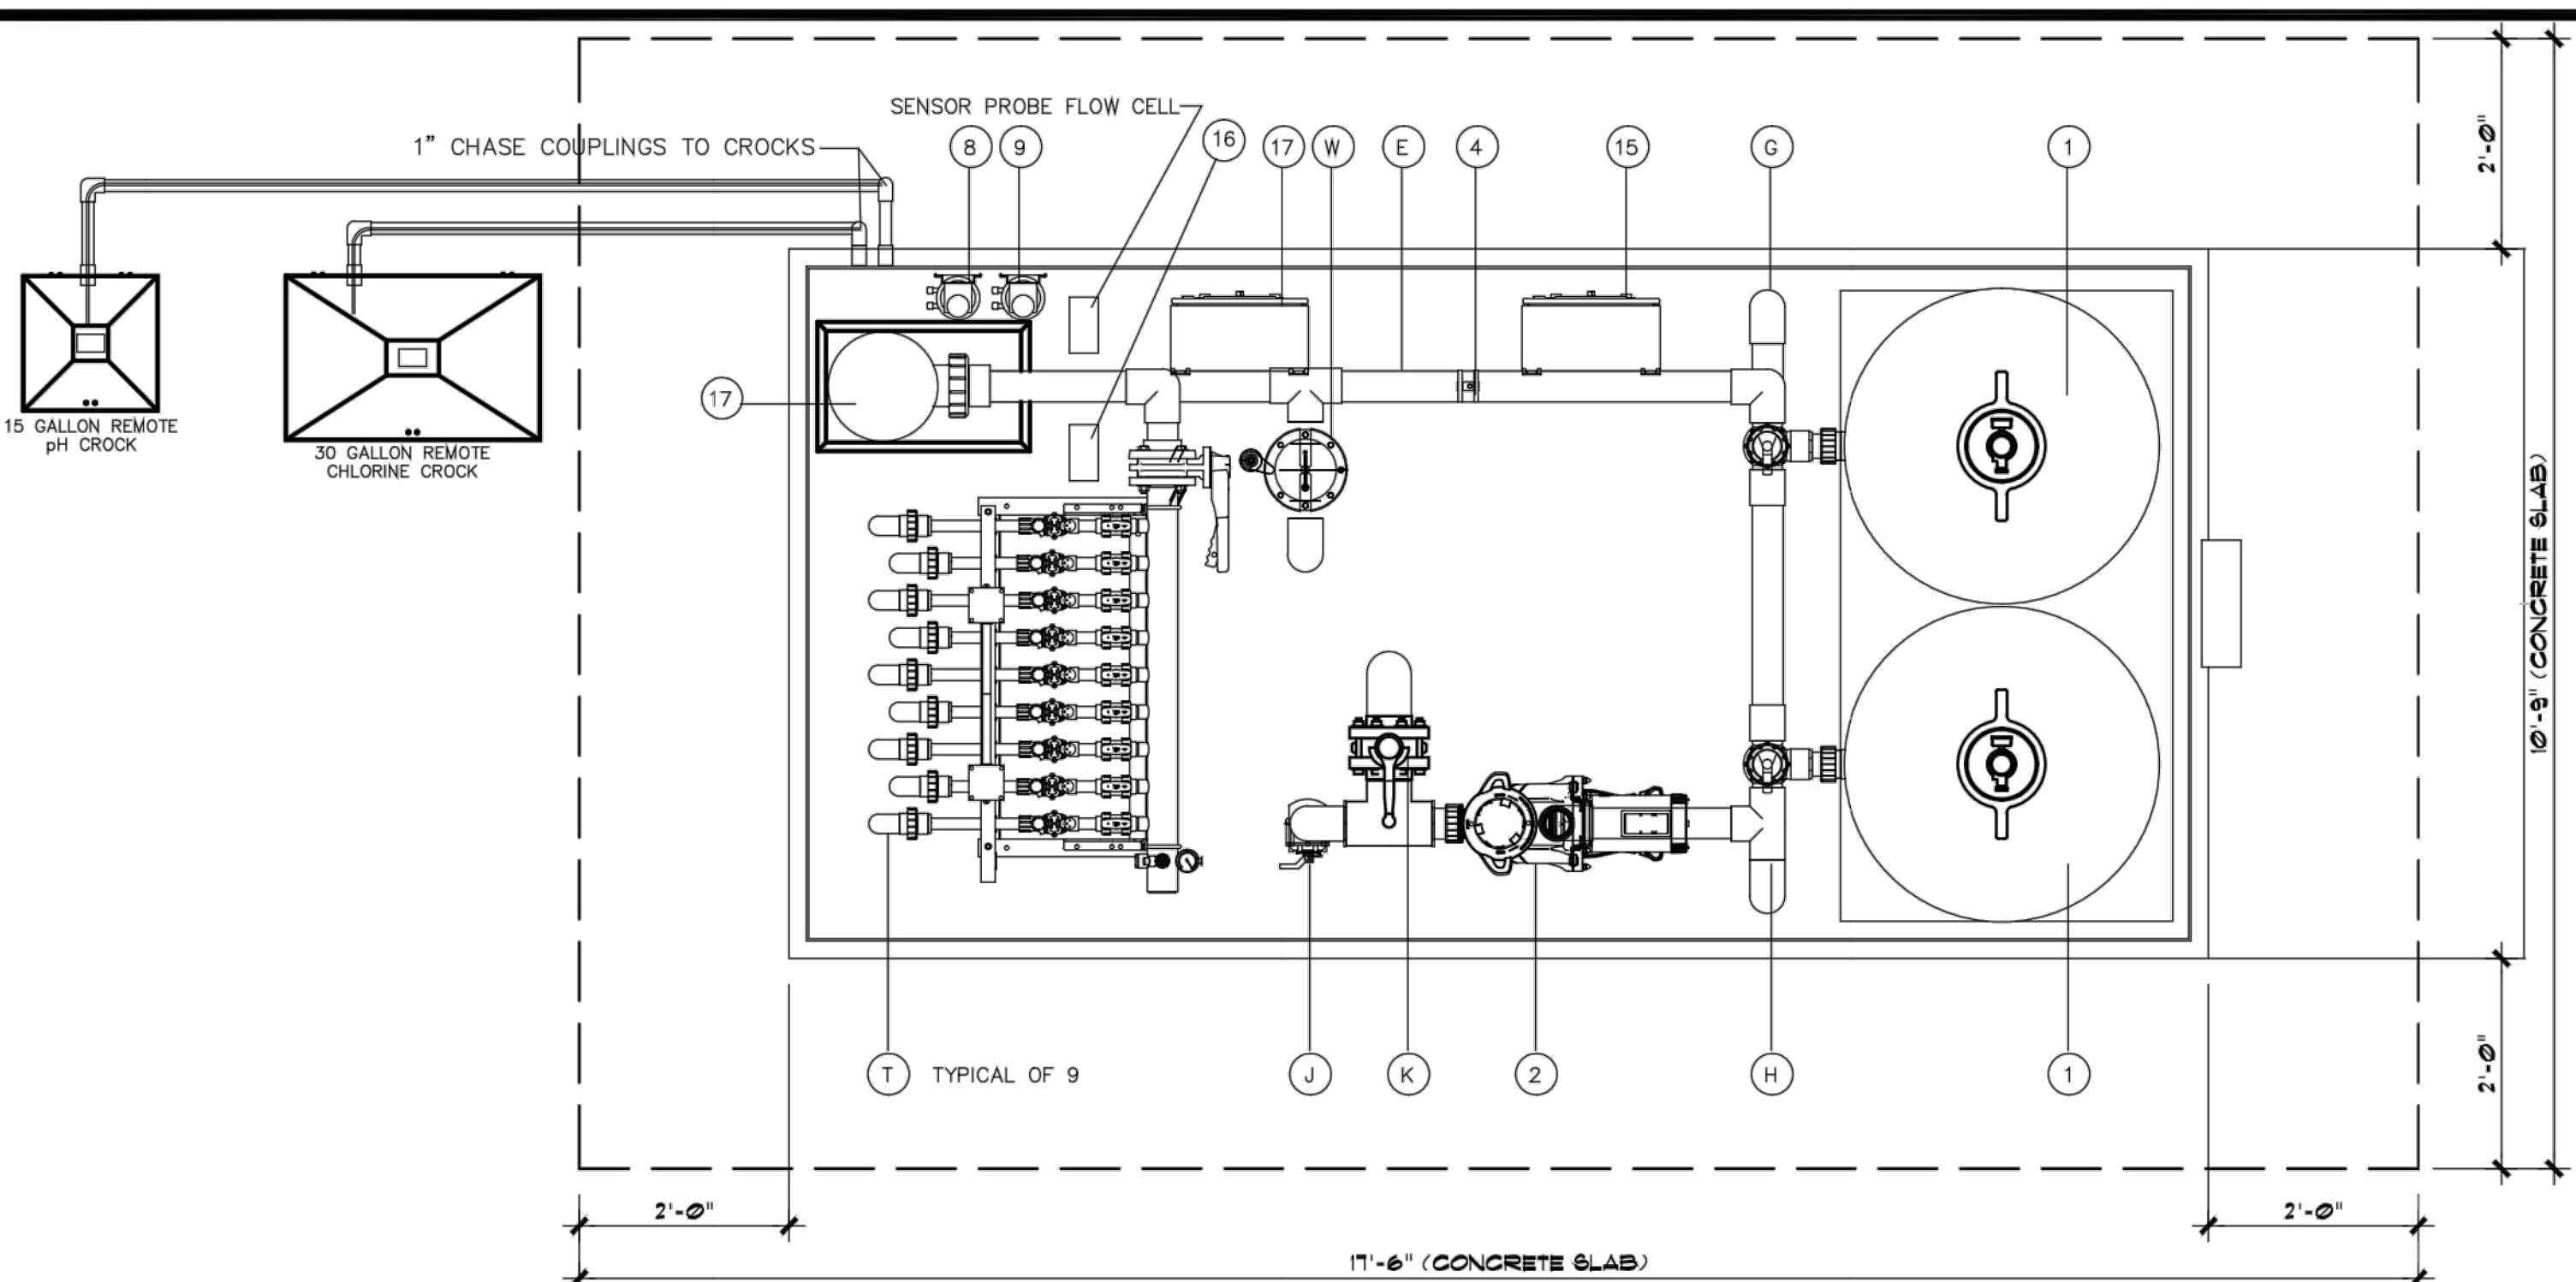 2'-0"
SENSOR PROBE FLOW CELL
1" CHASE COUPLINGS TO CROCKS
8
9
16
17
W
E
4
15
G
1
17
15 GALLON REMOTE
pH CROCK
30 GALLON REMOTE
CHLORINE CROCK
10'-9" (CONCRETE SLAB)
T
TYPICAL OF 9
J
K
2
H
1
2'-0"
2'-0"
2'-0"
17'-6" (CONCRETE SLAB)